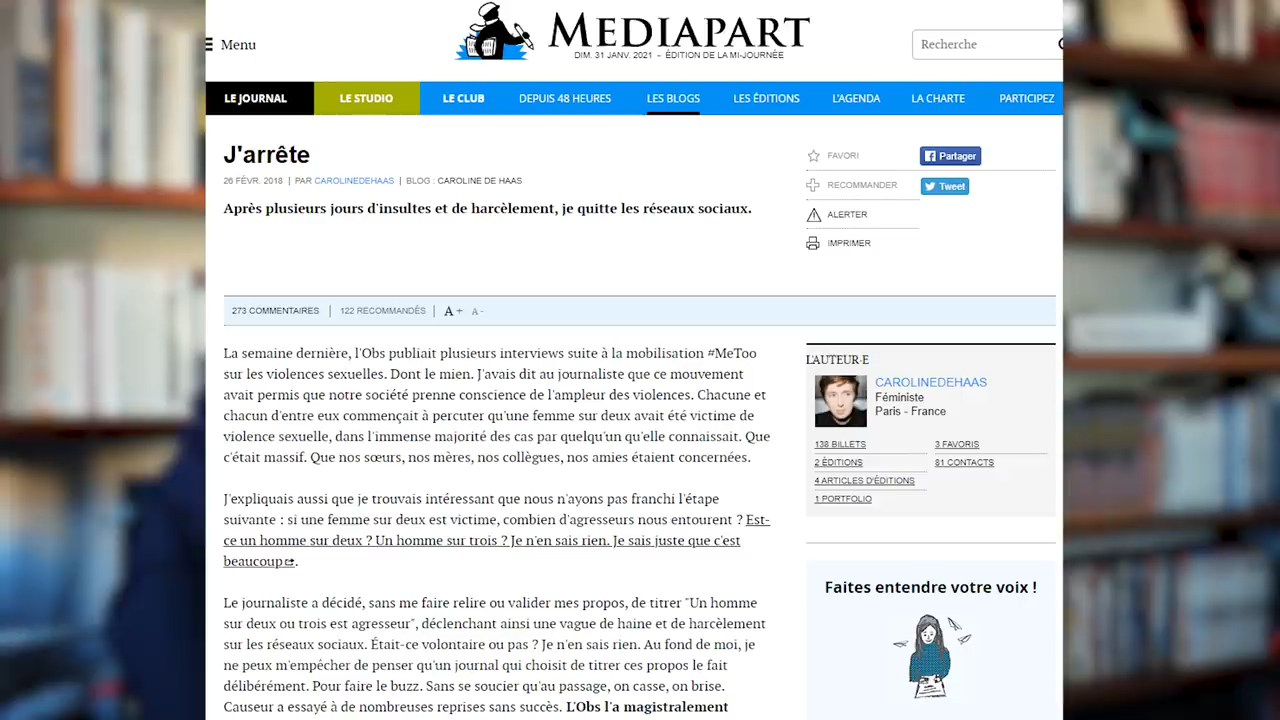 Menu
MEDIAPART
DIM. 31 JANV. 2021 – ÉDITION DE LA MI-JOURNÉE
Recherche
LE JOURNAL
LE STUDIO
LE CLUB
DEPUIS 48 HEURES
LES BLOGS
LES ÉDITIONS
L'AGENDA
LA CHARTE
PARTICIPEZ
J'arrête
26 FÉVR. 2018 | PAR CAROLINEDEHAAS | BLOG : CAROLINE DE HAAS
Après plusieurs jours d'insultes et de harcèlement, je quitte les réseaux sociaux.
FAVORI
Partager
RECOMMANDER
Tweet
ALERTER
IMPRIMER
273 COMMENTAIRES | 122 RECOMMANDÉS | A + A -
La semaine dernière, l'Obs publiait plusieurs interviews suite à la mobilisation #MeToo
sur les violences sexuelles. Dont le mien. J'avais dit au journaliste que ce mouvement
avait permis que notre société prenne conscience de l'ampleur des violences. Chacune et
chacun d'entre eux commençait à percuter qu'une femme sur deux avait été victime de
violence sexuelle, dans l'immense majorité des cas par quelqu'un qu'elle connaissait. Que
c'était massif. Que nos sœurs, nos mères, nos collègues, nos amies étaient concernées.
J'expliquais aussi que je trouvais intéressant que nous n'ayons pas franchi l'étape
suivante : si une femme sur deux est victime, combien d'agresseurs nous entourent ? Est-
ce un homme sur deux ? Un homme sur trois ? Je n'en sais rien. Je sais juste que c'est
beaucoup.
Le journaliste a décidé, sans me faire relire ou valider mes propos, de titrer "Un homme
sur deux ou trois est agresseur", déclenchant ainsi une vague de haine et de harcèlement
sur les réseaux sociaux. Était-ce volontaire ou pas ? Je n'en sais rien. Au fond de moi, je
ne peux m'empêcher de penser qu'un journal qui choisit de titrer ces propos le fait
délibérément. Pour faire le buzz. Sans se soucier qu'au passage, on casse, on brise.
Causeur a essayé à de nombreuses reprises sans succès. L'Obs l'a magistralement
L'AUTEUR·E
CAROLINEDEHAAS
Féministe
Paris - France
138 BILLETS
3 FAVORIS
2 ÉDITIONS
81 CONTACTS
4 ARTICLES D'ÉDITIONS
1 PORTFOLIO
Faites entendre votre voix !